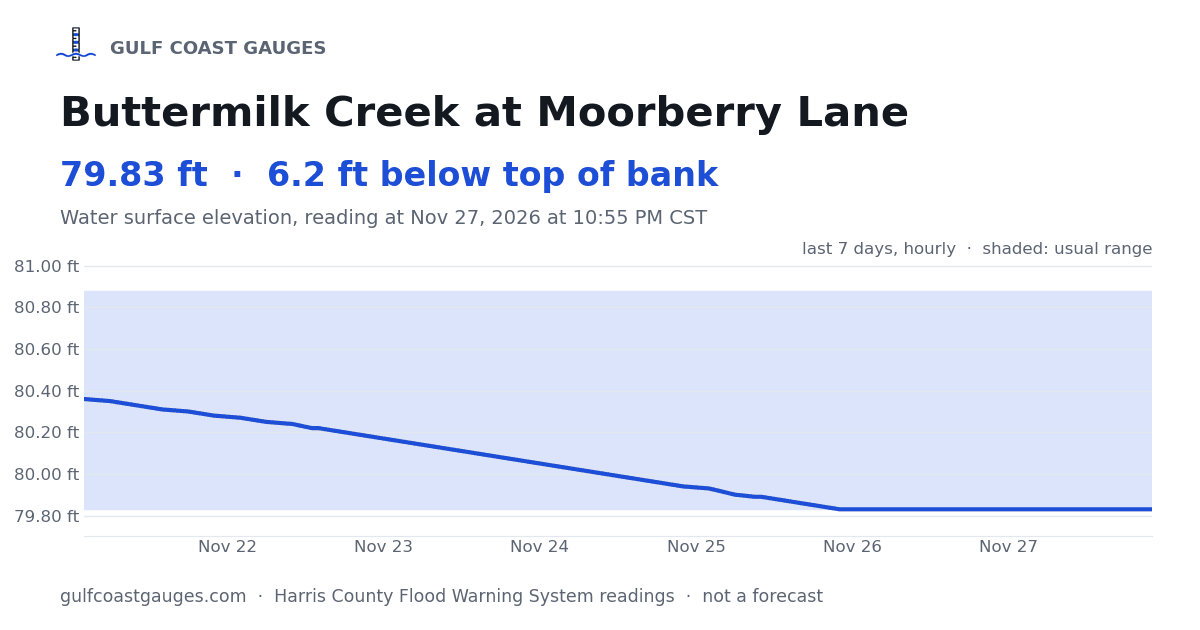 GULF COAST GAUGES
Buttermilk Creek at Moorberry Lane
79.83 ft · 6.2 ft below top of bank
Water surface elevation, reading at Nov 27, 2026 at 10:55 PM CST
last 7 days, hourly · shaded: usual range
81.00 ft
80.80 ft
80.60 ft
80.40 ft
80.20 ft
80.00 ft
79.80 ft
Nov 22 Nov 23 Nov 24 Nov 25 Nov 26 Nov 27
gulfcoastgauges.com · Harris County Flood Warning System readings · not a forecast